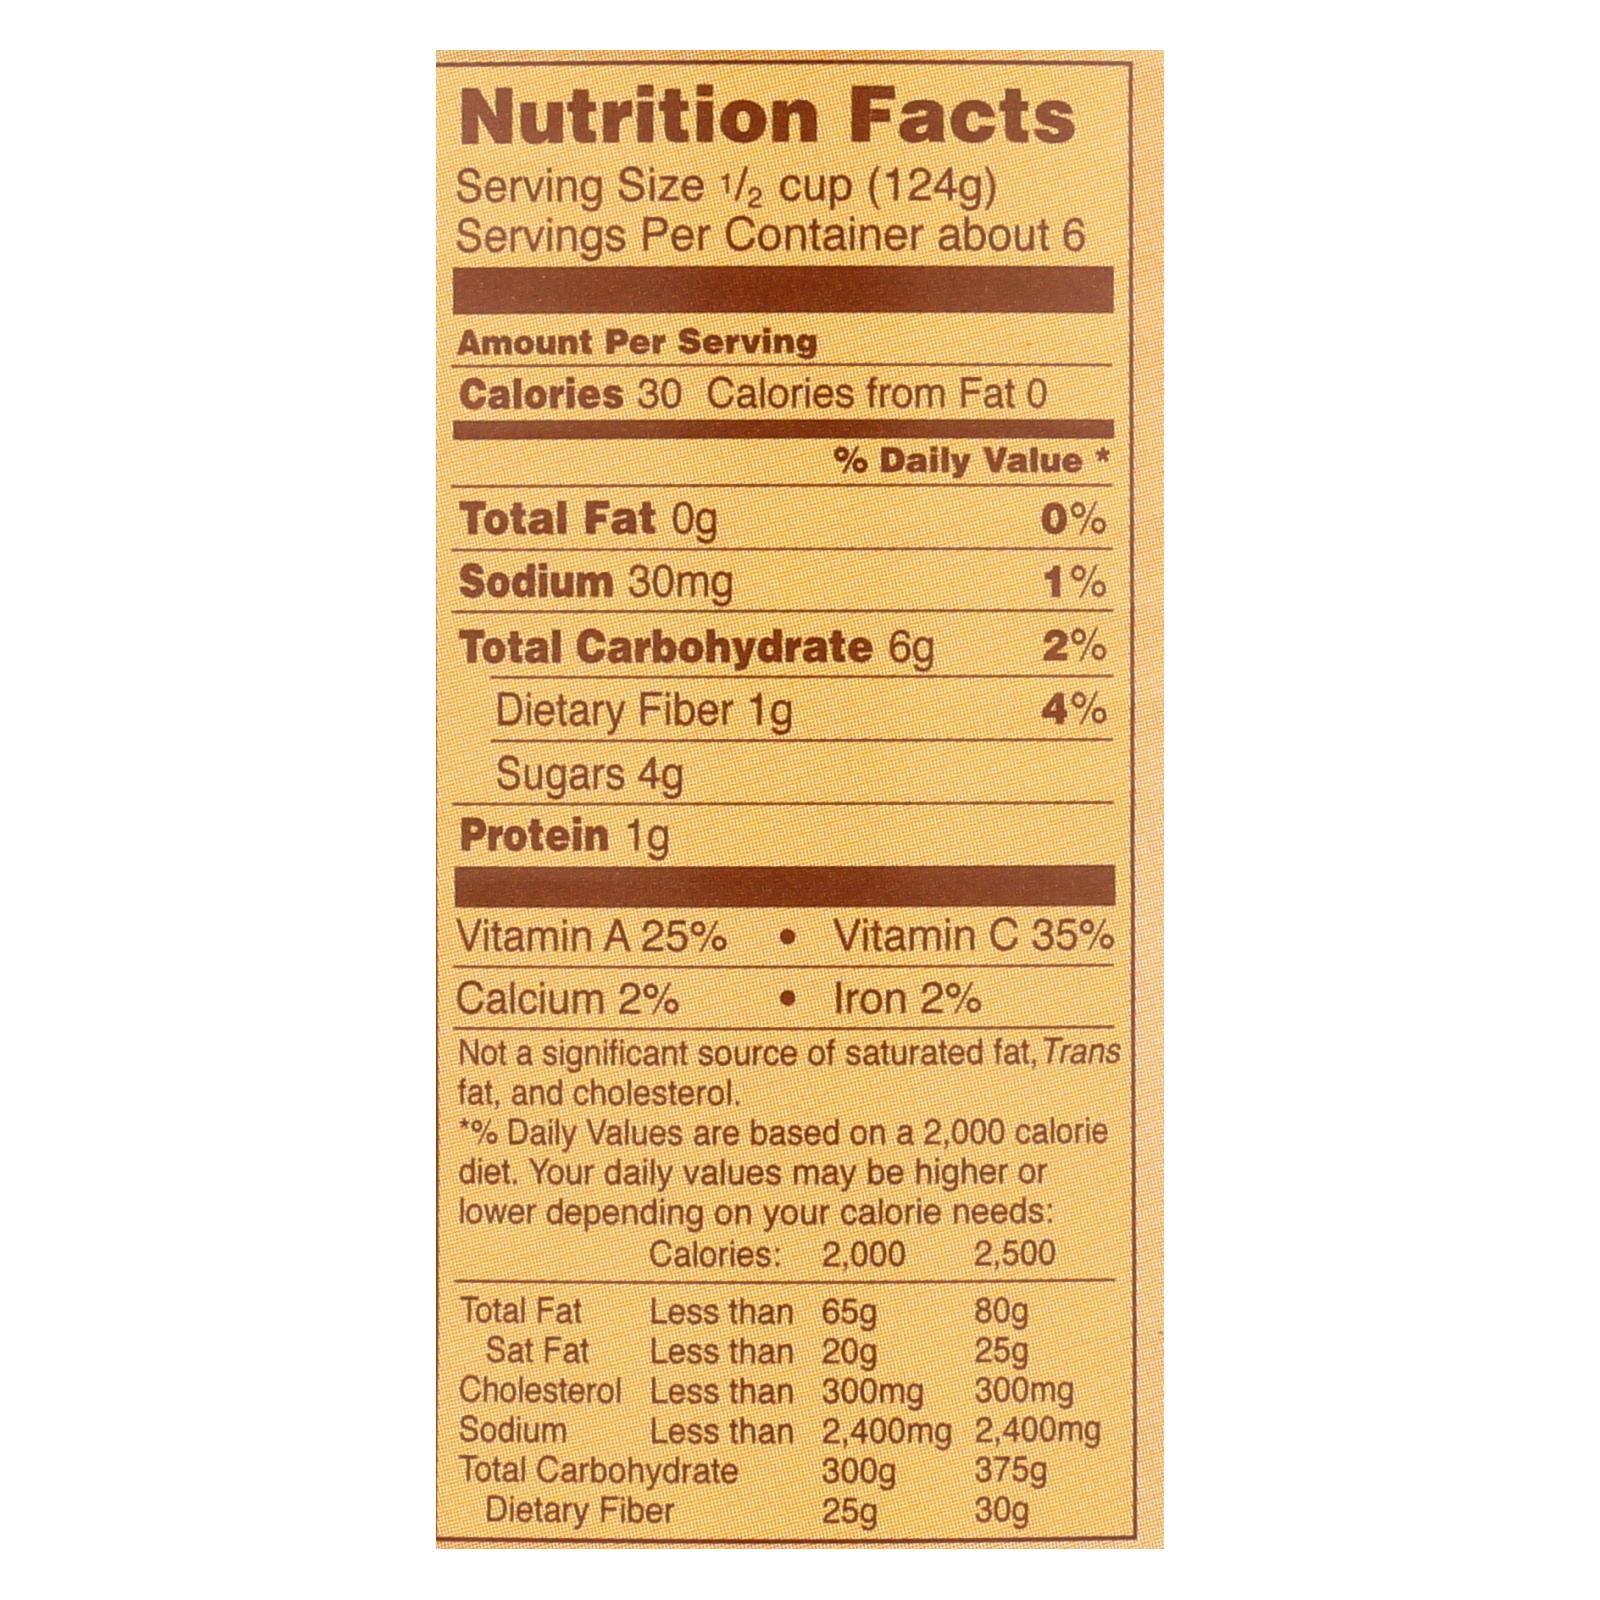 Nutrition Facts
Serving Size 1/2 cup (124g)
Servings Per Container about 6
Amount Per Serving
Calories 30 Calories from Fat 0
% Daily Value *
Total Fat 0g 0%
Sodium 30mg 1%
Total Carbohydrate 6g 2%
Dietary Fiber 1g 4%
Sugars 4g
Protein 1g
Vitamin A 25% • Vitamin C 35%
Calcium 2% • Iron 2%
Not a significant source of saturated fat, Trans
fat, and cholesterol.
*% Daily Values are based on a 2,000 calorie
diet. Your daily values may be higher or
lower depending on your calorie needs:
Calories: 2,000 2,500
Total Fat Less than 65g 80g
Sat Fat Less than 20g 25g
Cholesterol Less than 300mg 300mg
Sodium Less than 2,400mg 2,400mg
Total Carbohydrate 300g 375g
Dietary Fiber 25g 30g